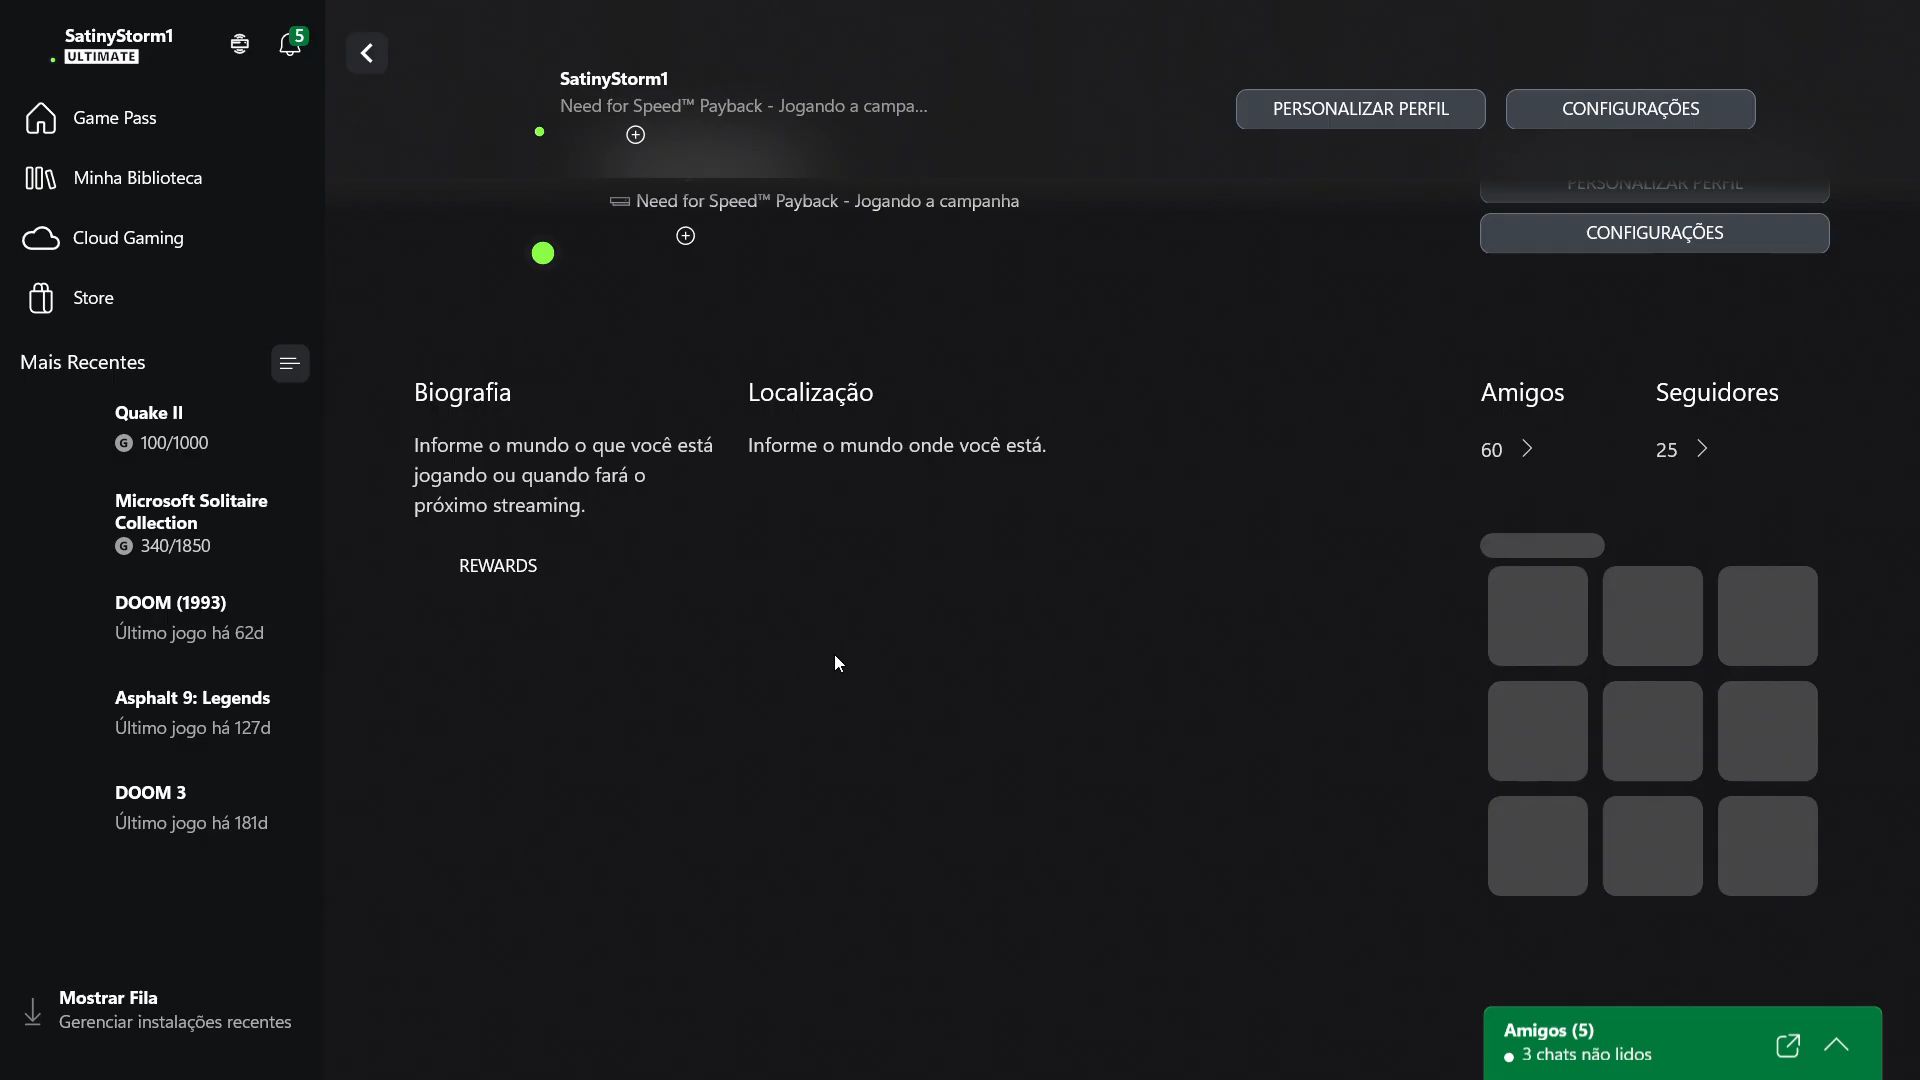 SatinyStorm1
ULTIMATE
5
Game Pass
Minha Biblioteca
Cloud Gaming
Store
Mais Recentes
Quake II
G 100/1000
Microsoft Solitaire
Collection
G 340/1850
DOOM (1993)
Último jogo há 62d
Asphalt 9: Legends
Último jogo há 127d
DOOM 3
Último jogo há 181d
Mostrar Fila
Gerenciar instalações recentes
SatinyStorm1
Need for Speed™ Payback - Jogando a campa...
PERSONALIZAR PERFIL
CONFIGURAÇÕES
Need for Speed™ Payback - Jogando a campanha
PERSONALIZAR PERFIL
CONFIGURAÇÕES
Biografia
Informe o mundo o que você está
jogando ou quando fará o
próximo streaming.
Localização
Informe o mundo onde você está.
REWARDS
Amigos
60
Seguidores
25
Amigos (5)
3 chats não lidos